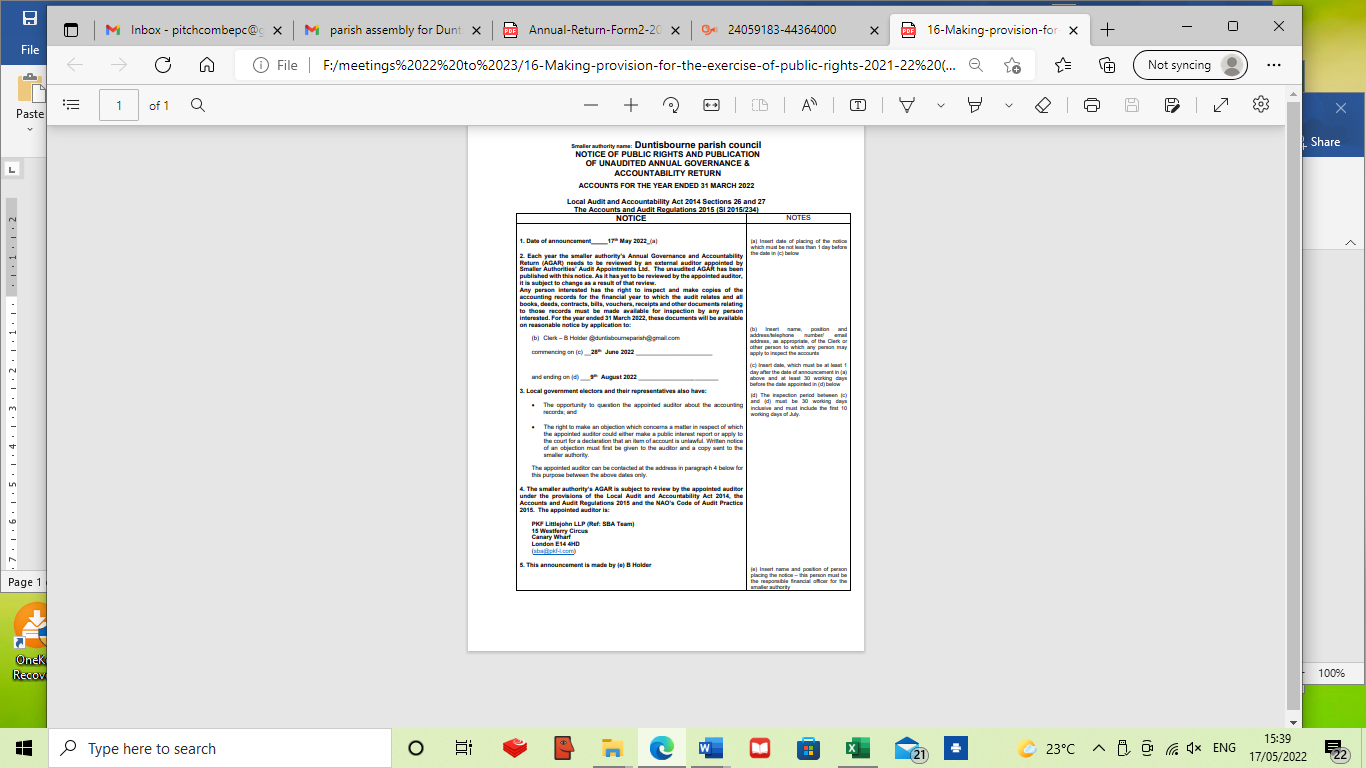 Inbox - pitchcombepc@g
parish assembly for Dunt
Annual-Return-Form2-20
24059183-44364000
16-Making-provision-for
File
File
F:/meetings%2022%20to%2023/16-Making-provision-for-the-exercise-of-public-rights-2021-22%20(...
Not syncing
1
of 1
Paste
Share
Smaller authority name: Duntisbourne parish council
NOTICE OF PUBLIC RIGHTS AND PUBLICATION
OF UNAUDITED ANNUAL GOVERNANCE &
ACCOUNTABILITY RETURN
ACCOUNTS FOR THE YEAR ENDED 31 MARCH 2022
Local Audit and Accountability Act 2014 Sections 26 and 27
The Accounts and Audit Regulations 2015 (SI 2015/234)
NOTICE
NOTES
1. Date of announcement_____17th May 2022_(a)
(a) Insert date of placing of the notice
which must be not less than 1 day before
the date in (c) below
2. Each year the smaller authority's Annual Governance and Accountability
Return (AGAR) needs to be reviewed by an external auditor appointed by
Smaller Authorities' Audit Appointments Ltd. The unaudited AGAR has been
published with this notice. As it has yet to be reviewed by the appointed auditor,
it is subject to change as a result of that review.
Any person interested has the right to inspect and make copies of the
accounting records for the financial year to which the audit relates and all
books, deeds, contracts, bills, vouchers, receipts and other documents relating
to those records must be made available for inspection by any person
interested. For the year ended 31 March 2022, these documents will be available
on reasonable notice by application to:
(b) Insert name, position and
address/telephone number/ email
address, as appropriate, of the Clerk or
other person to which any person may
apply to inspect the accounts
(b) Clerk – B Holder @duntisbourneparish@gmail.com
commencing on (c) __28th June 2022 ______________________
(c) Insert date, which must be at least 1
day after the date of announcement in (a)
above and at least 30 working days
before the date appointed in (d) below
and ending on (d) ___9th August 2022 _______________________
(d) The inspection period between (c)
and (d) must be 30 working days
inclusive and must include the first 10
working days of July.
3. Local government electors and their representatives also have:
• The opportunity to question the appointed auditor about the accounting
records; and
• The right to make an objection which concerns a matter in respect of which
the appointed auditor could either make a public interest report or apply to
the court for a declaration that an item of account is unlawful. Written notice
of an objection must first be given to the auditor and a copy sent to the
smaller authority.
The appointed auditor can be contacted at the address in paragraph 4 below for
this purpose between the above dates only.
4. The smaller authority's AGAR is subject to review by the appointed auditor
under the provisions of the Local Audit and Accountability Act 2014, the
Accounts and Audit Regulations 2015 and the NAO's Code of Audit Practice
2015. The appointed auditor is:
PKF Littlejohn LLP (Ref: SBA Team)
15 Westferry Circus
Canary Wharf
London E14 4HD
(sba@pkf-l.com)
5. This announcement is made by (e) B Holder
(e) Insert name and position of person
placing the notice – this person must be
the responsible financial officer for the
smaller authority
Page 1
100%
OneK
Recov
Type here to search
21
23°C
ENG
15:39
17/05/2022
22